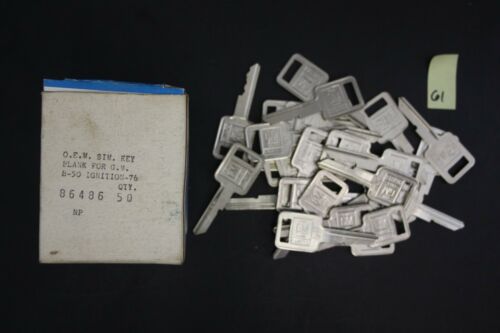 O.E.M. SIM. KEY
BLANK FOR G.M.
B-50 IGNITION-76
QTY.
86486 50
NP
G1